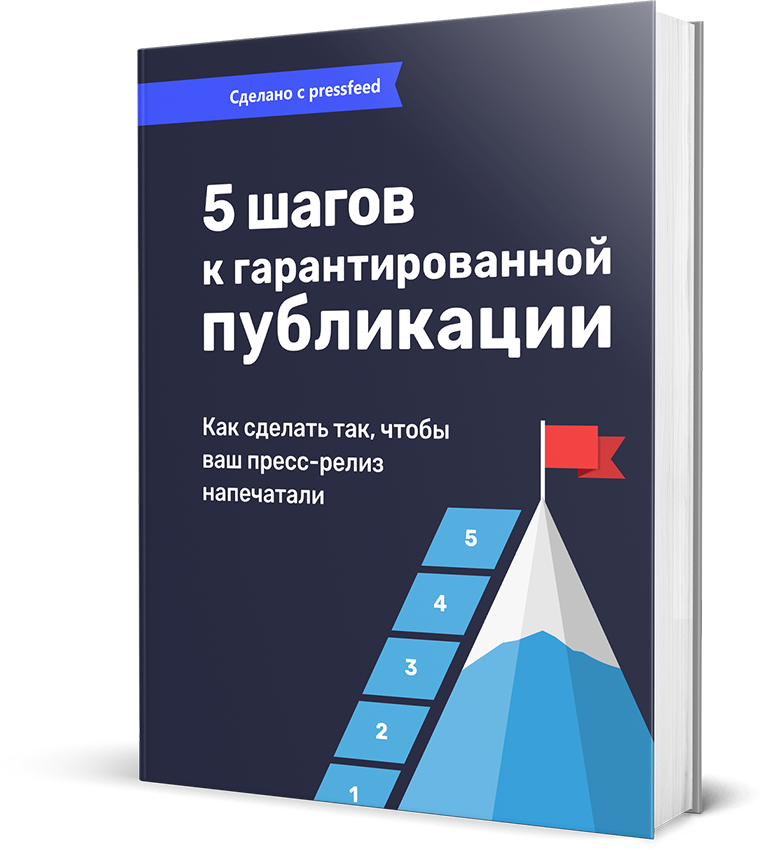 Сделано с pressfeed
5 шагов
к гарантированной
публикации
Как сделать так, чтобы
ваш пресс-релиз
напечатали
5
4
3
2
1